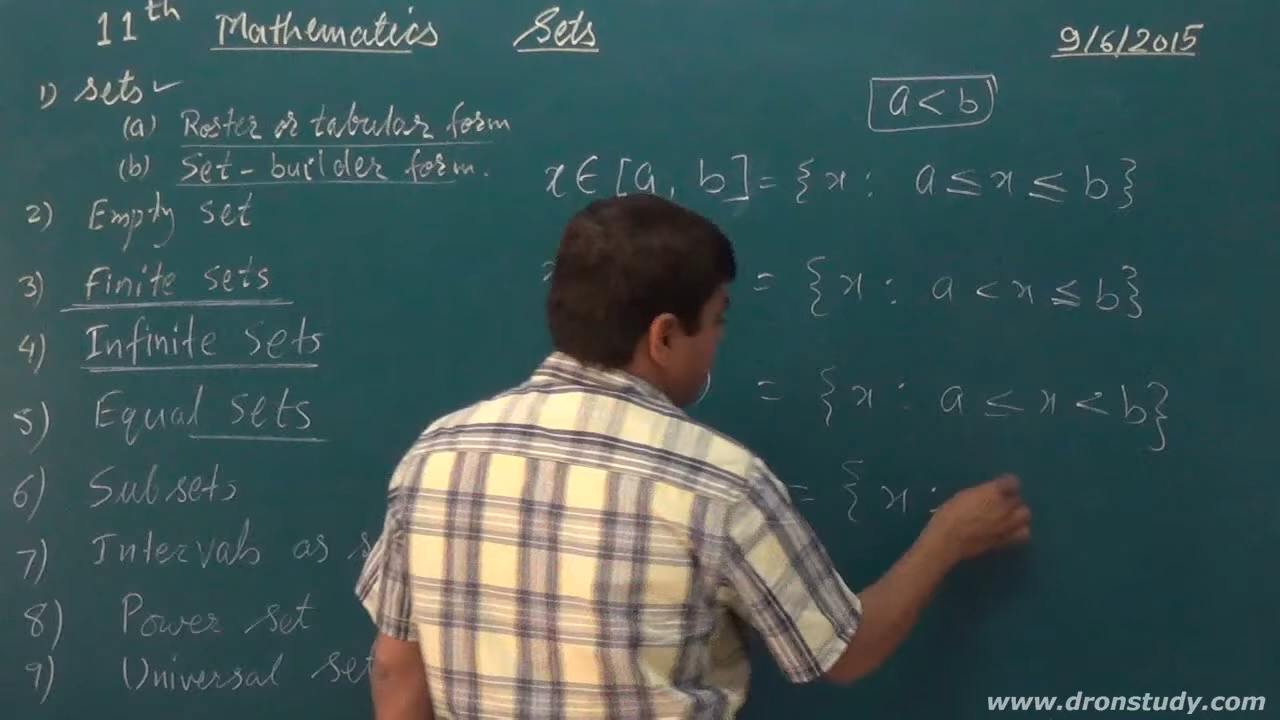 11th Mathematics Sets 9/6/2015
1) Sets ✓
(a) Roster or tabular form
(b) Set-builder form.
2) Empty set
3) Finite sets
4) Infinite sets
5) Equal sets
6) Subsets
7) Intervals as
8) Power set
9) Universal set
a < b
x ∈ [a, b] = {x : a ≤ x ≤ b}
= {x : a < x ≤ b}
= {x : a ≤ x < b}
= {x :
www.dronstudy.com